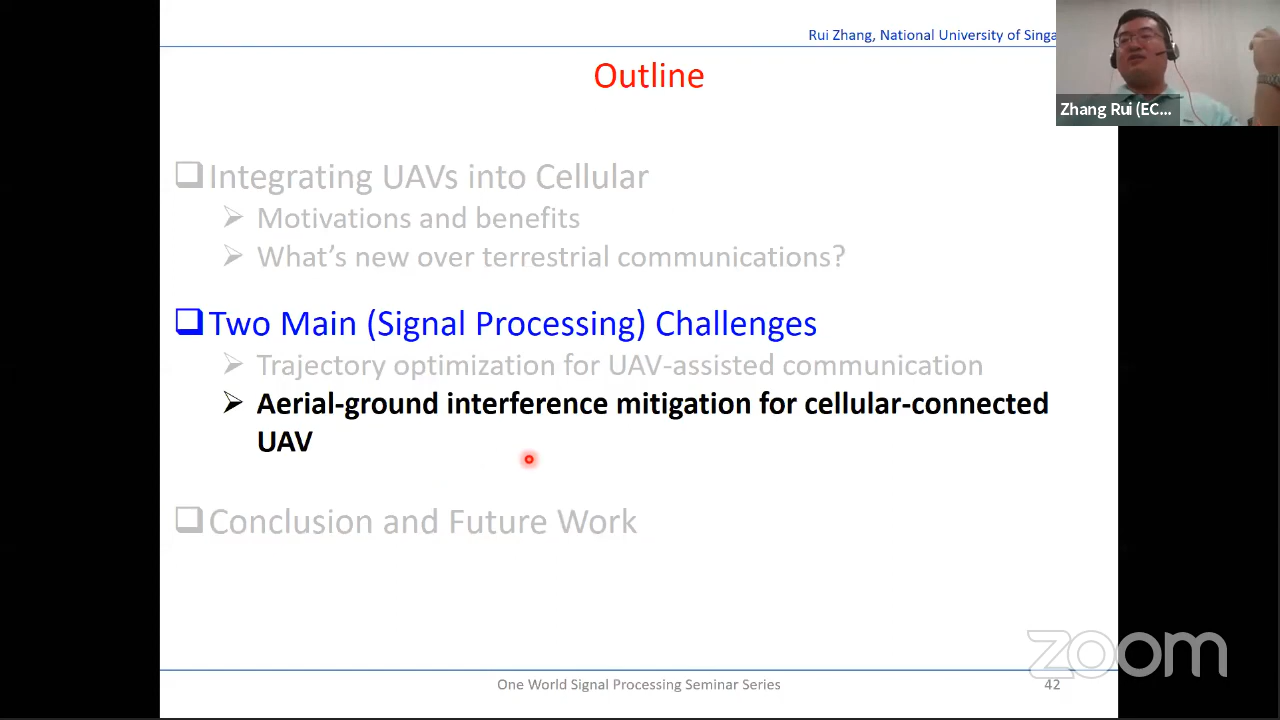 Rui Zhang, National University of Singa
Outline
Zhang Rui (EC...
Integrating UAVs into Cellular
Motivations and benefits
What's new over terrestrial communications?
Two Main (Signal Processing) Challenges
Trajectory optimization for UAV-assisted communication
Aerial-ground interference mitigation for cellular-connected
UAV
Conclusion and Future Work
zoom
One World Signal Processing Seminar Series
42